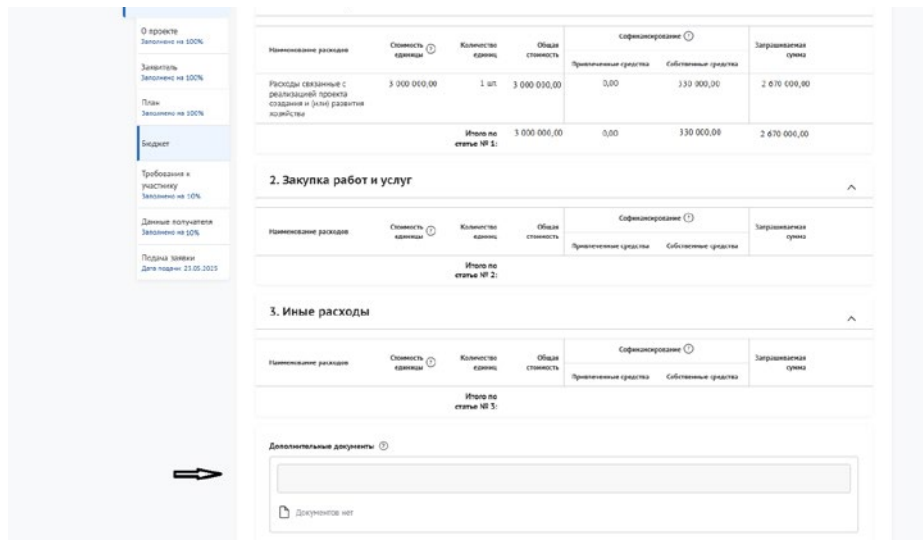 О проекте
Заполнено на 100%
Заявитель
Заполнено на 100%
План
Заполнено на 100%
Бюджет
Требования к
участнику
Заполнено на 10%
Данные получателя
Заполнено на 10%
Подача заявки
Дата подачи: 23.05.2025
Наименование расходов
Стоимость
единицы
Количество
единиц
Общая
стоимость
Софинансирование
Привлеченные средства
Собственные средства
Запрашиваемая
сумма
Расходы связанные с
реализацией проекта
создания и (или) развития
хозяйства
3 000 000,00
1 шт.
3 000 000,00
0,00
330 000,00
2 670 000,00
Итого по
статье № 1:
3 000 000,00
0,00
330 000,00
2 670 000,00
2. Закупка работ и услуг
Наименование расходов
Стоимость
единицы
Количество
единиц
Общая
стоимость
Софинансирование
Привлеченные средства
Собственные средства
Запрашиваемая
сумма
Итого по
статье № 2:
3. Иные расходы
Наименование расходов
Стоимость
единицы
Количество
единиц
Общая
стоимость
Софинансирование
Привлеченные средства
Собственные средства
Запрашиваемая
сумма
Итого по
статье № 3:
Дополнительные документы
Документов нет